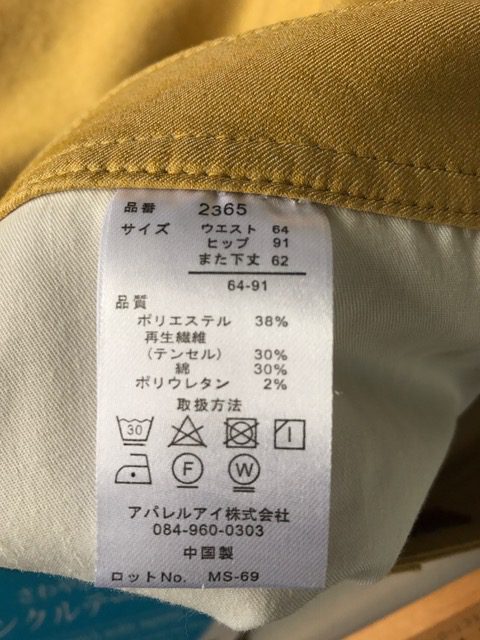 品番 2365
サイズ ウエスト 64
ヒップ 91
また下丈 62
64-91
品質
ポリエステル 38%
再生繊維
(テンセル) 30%
綿 30%
ポリウレタン 2%
取扱方法
30
F W
アパレルアイ株式会社
084-960-0303
中国製
ロットNo. MS-69